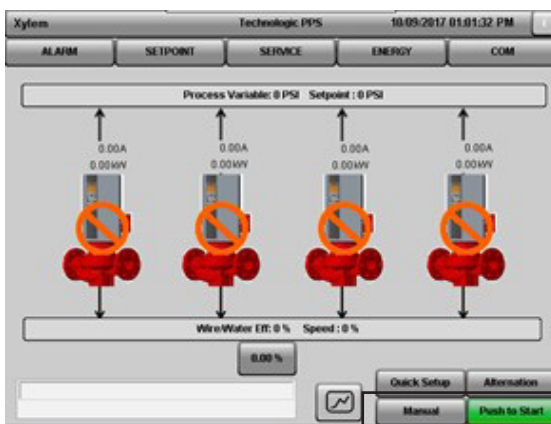 Xylem Technologic PPS 10/09/2017 01:01:32 PM
ALARM SETPOINT SERVICE ENERGY COM
Process Variable: 0 PSI Setpoint : 0 PSI
0.00A 0.00A 0.00A 0.00A
0.00KW 0.00KW 0.00KW 0.00KW
Wire/Water Eff: 0 % Speed : 0 %
0.00 %
Quick Setup Alternation
Manual Push to Start